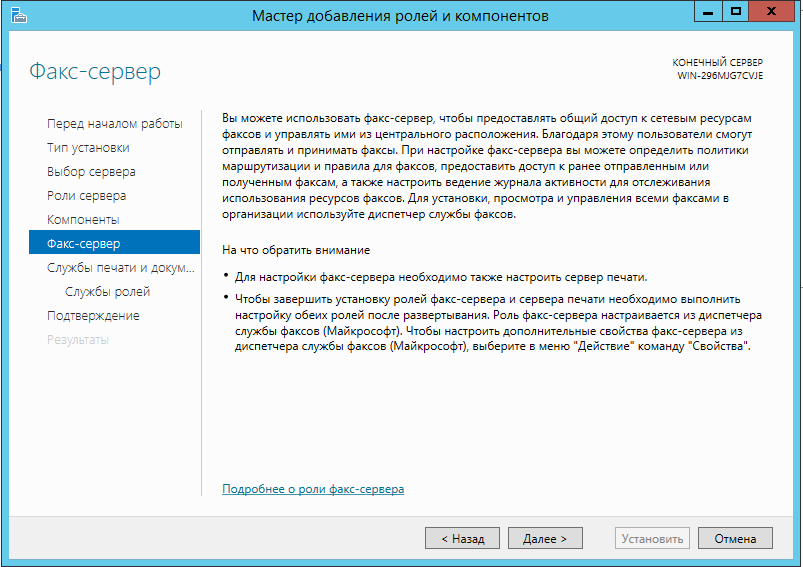 Мастер добавления ролей и компонентов
Факс-сервер
КОНЕЧНЫЙ СЕРВЕР
WIN-296MJG7CVJE
Перед началом работы
Тип установки
Выбор сервера
Роли сервера
Компоненты
Факс-сервер
Службы печати и докум...
Службы ролей
Подтверждение
Результаты
Вы можете использовать факс-сервер, чтобы предоставлять общий доступ к сетевым ресурсам
факсов и управлять ими из центрального расположения. Благодаря этому пользователи смогут
отправлять и принимать факсы. При настройке факс-сервера вы можете определить политики
маршрутизации и правила для факсов, предоставить доступ к ранее отправленным или
полученным факсам, а также настроить ведение журнала активности для отслеживания
использования ресурсов факсов. Для установки, просмотра и управления всеми факсами в
организации используйте диспетчер службы факсов.
На что обратить внимание
• Для настройки факс-сервера необходимо также настроить сервер печати.
• Чтобы завершить установку ролей факс-сервера и сервера печати необходимо выполнить
настройку обеих ролей после развертывания. Роль факс-сервера настраивается из диспетчера
службы факсов (Майкрософт). Чтобы настроить дополнительные свойства факс-сервера из
диспетчера службы факсов (Майкрософт), выберите в меню "Действие" команду "Свойства".
Подробнее о роли факс-сервера
< Назад
Далее >
Установить
Отмена